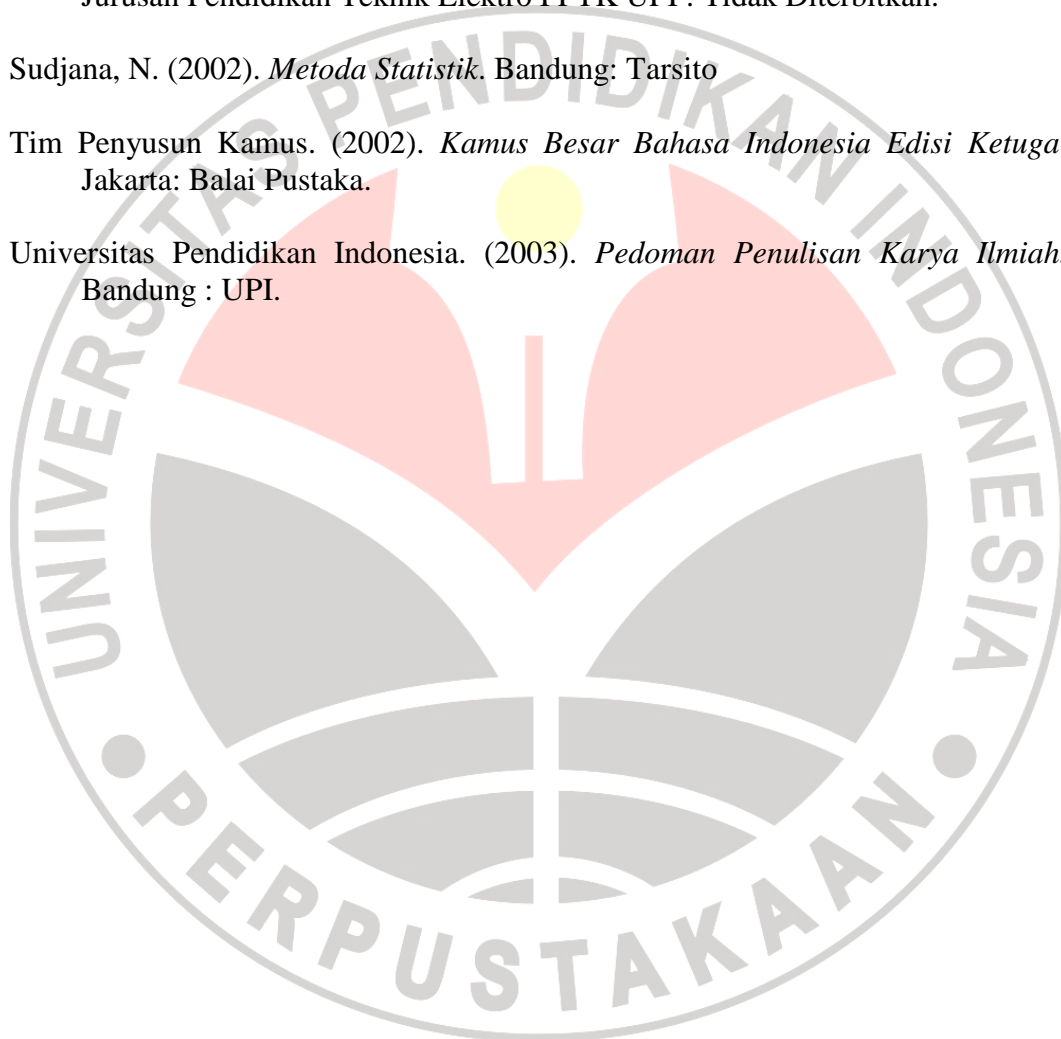 Jurusan Pendidikan Teknik Elektro FPTK UPI : Tidak Diterbitkan.
Sudjana, N. (2002). Metoda Statistik. Bandung: Tarsito
Tim Penyusun Kamus. (2002). Kamus Besar Bahasa Indonesia Edisi Ketuga
Jakarta: Balai Pustaka.
Universitas Pendidikan Indonesia. (2003). Pedoman Penulisan Karya Ilmiah.
Bandung : UPI.
UNIVERSITAS PENDIDIKAN INDONESIA
PERPUSTAKAAN